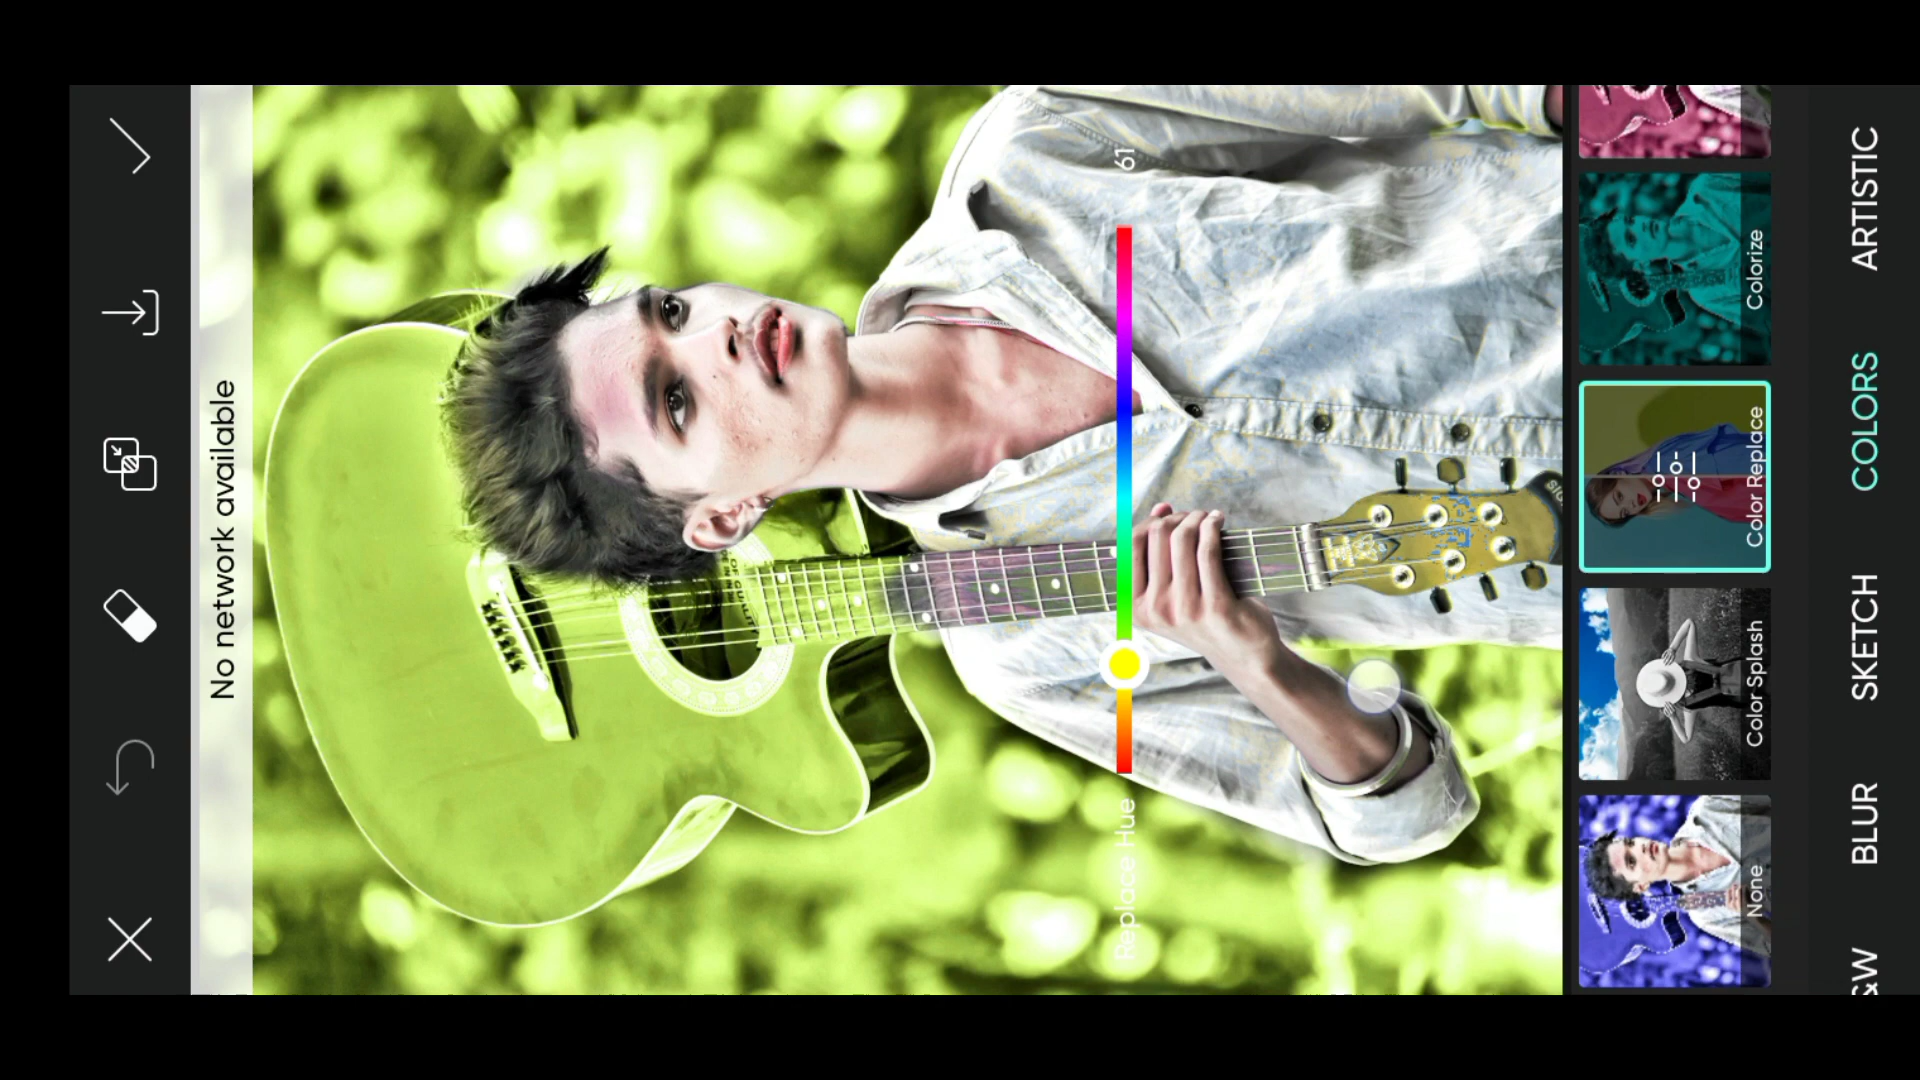 No network available
Replace Hue 61
None
Color Splash
Color Replace
Colorize
&W
BLUR
SKETCH
COLORS
ARTISTIC